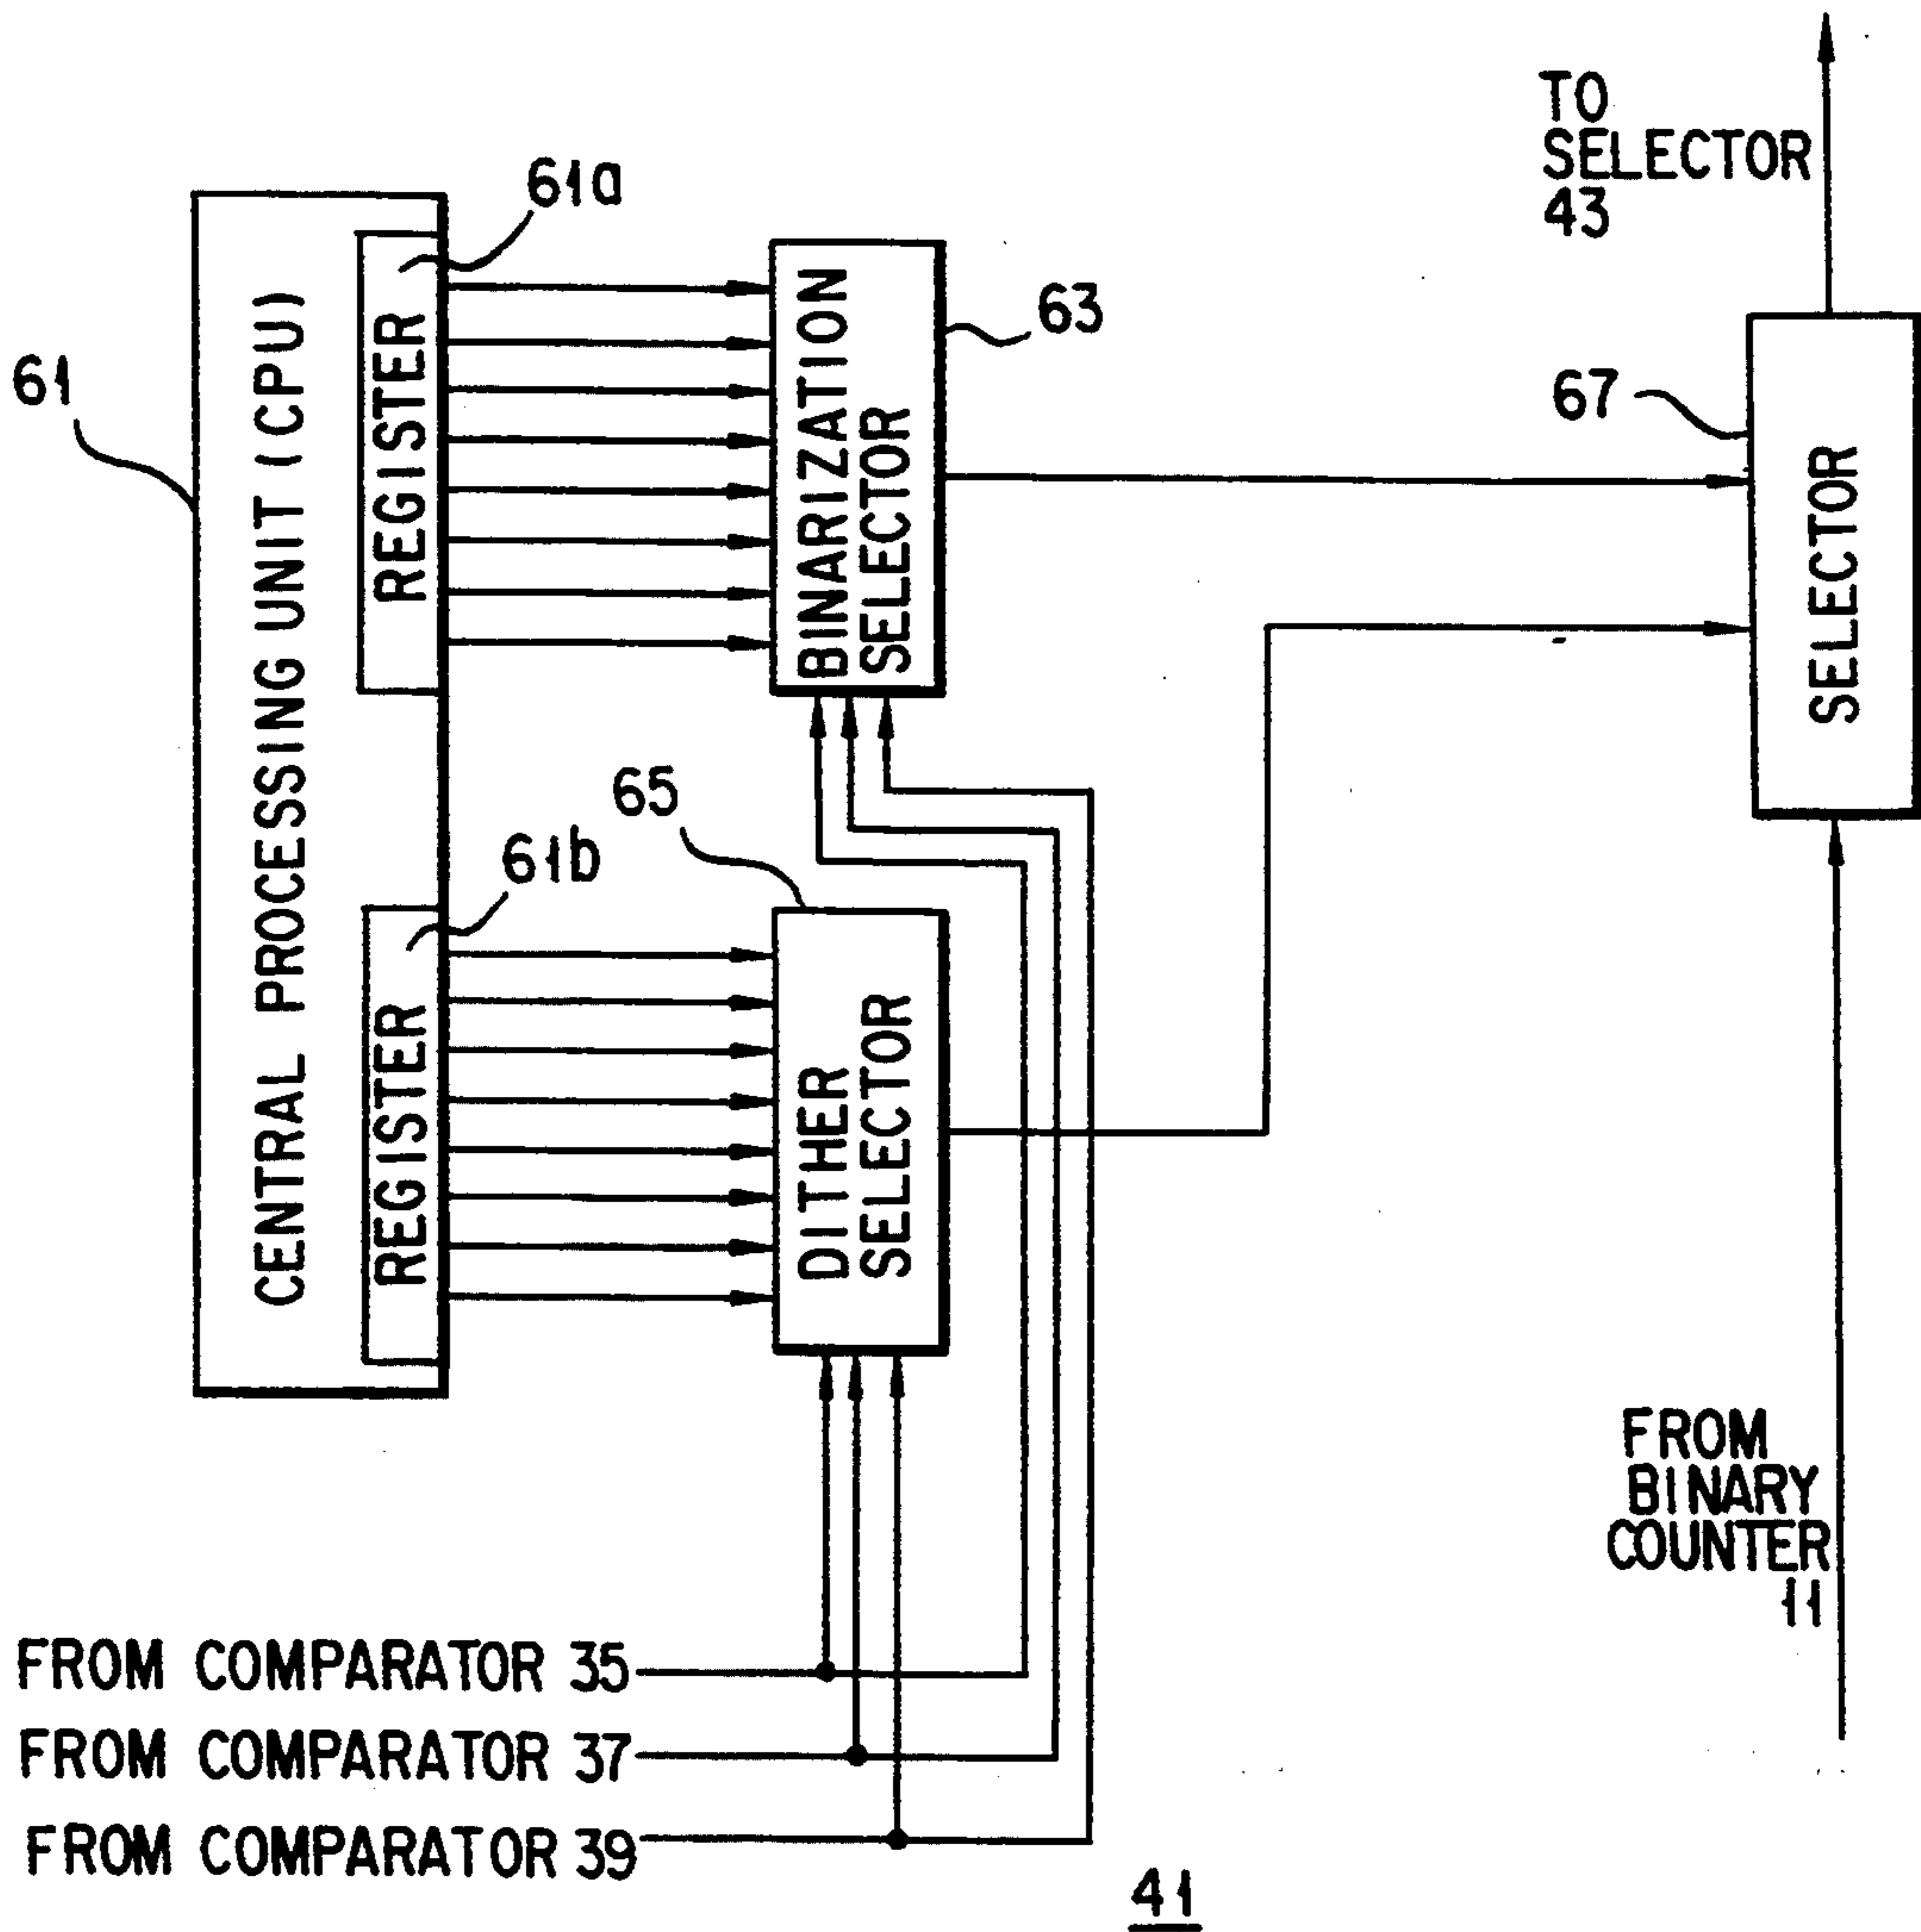 TO
SELECTOR
43
61a
63
61
67
CENTRAL PROCESSING UNIT (CPU)
REGISTER
BINARIZATION
SELECTOR
SELECTOR
65
61b
REGISTER
DITHER
SELECTOR
FROM
BINARY
COUNTER
11
FROM COMPARATOR 35
FROM COMPARATOR 37
FROM COMPARATOR 39
41